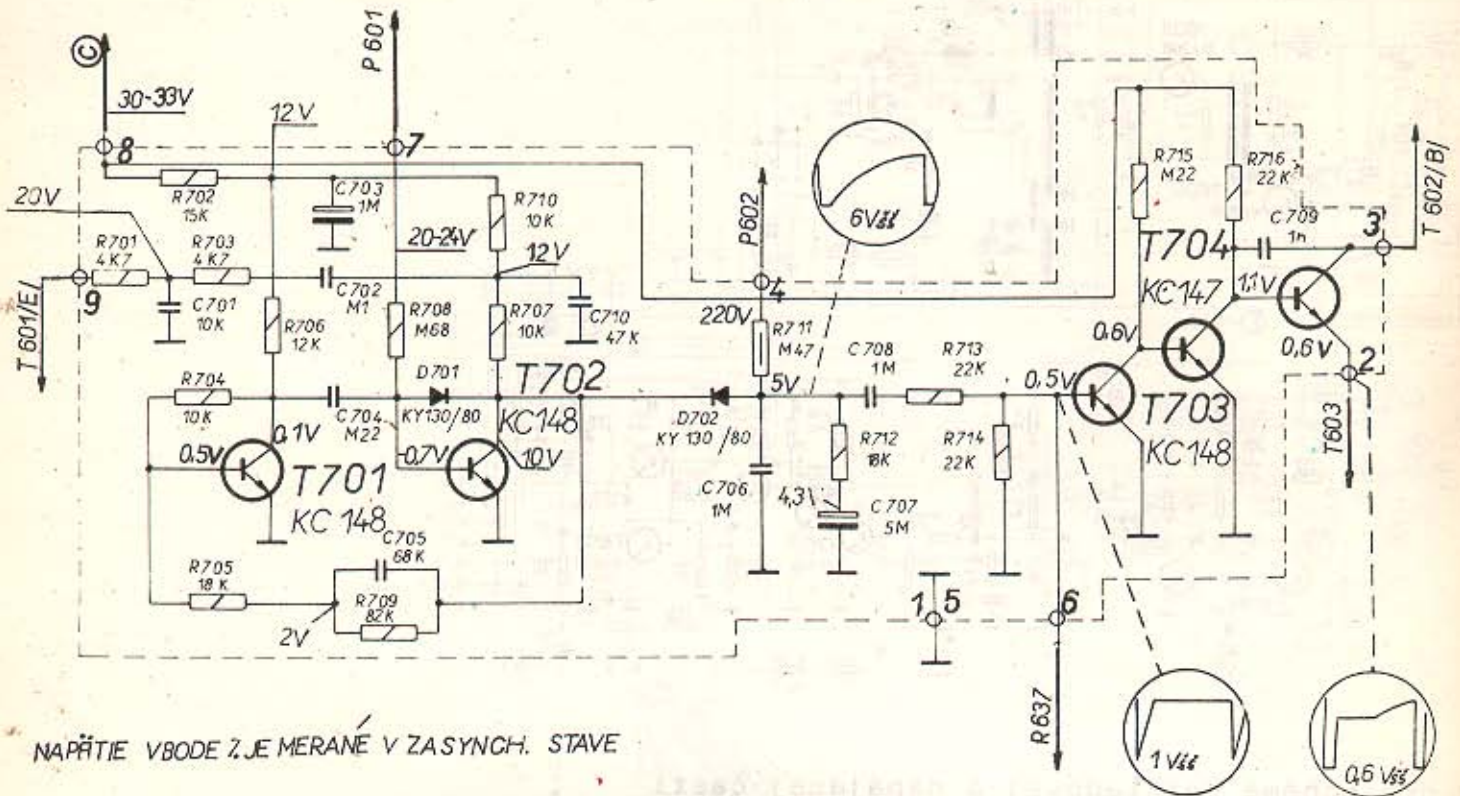 C
30-33V
P 601
12V
8
7
R702
15K
C703
1M
R710
10K
20V
20-24V
12V
R701
4K7
R703
4K7
9
C701
10K
C702
M1
R706
12K
R708
M68
R707
10K
C710
47K
T 601/E/
R704
10K
C704
M22
D701
KY130/80
T702
KC148
0,5V
0,1V
T701
KC 148
-0,7V
10V
R705
18K
C705
68K
R709
82K
2V
6Všš
P602
4
220V
R711
M47
5V
D702
KY 130/80
C706
1M
C708
1M
R713
22K
R712
18K
4,3V
C707
5M
R714
22K
1
5
6
R637
R715
M22
R716
22K
C709
1n
T704
KC147
1,1V
0,6V
0,5V
T703
KC148
0,6V
3
T 602/B/
2
T603
1 Všš
0,6 Všš
NAPÄTIE V BODE 7. JE MERANÉ V ZASYNCH. STAVE